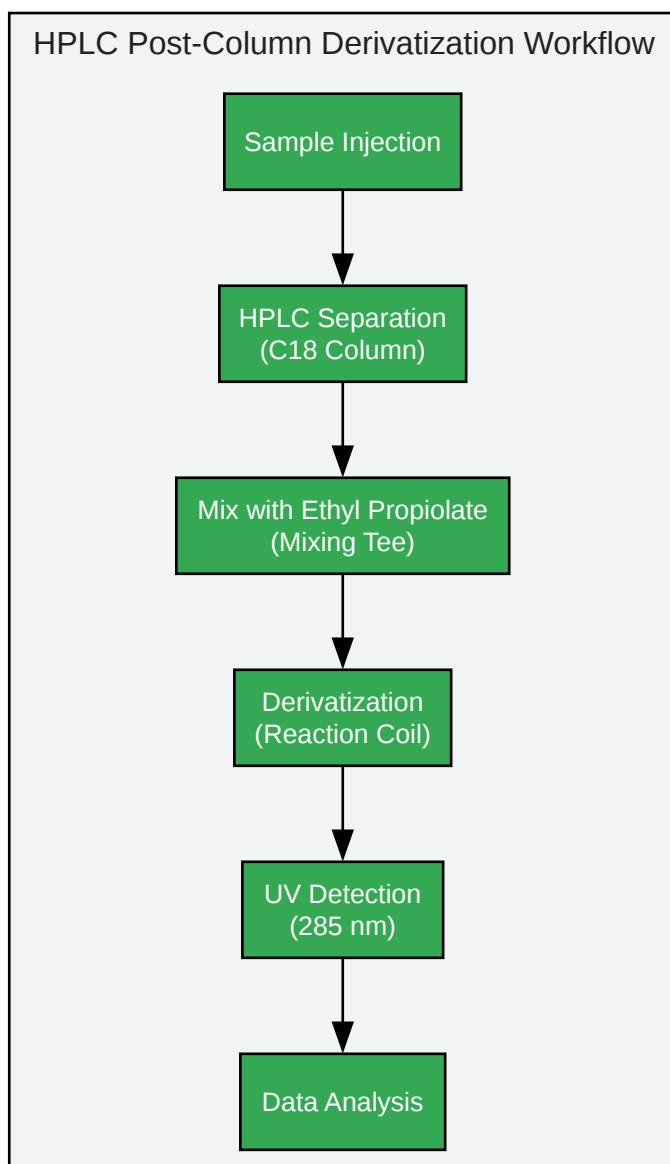 HPLC Post-Column Derivatization Workflow
Sample Injection
HPLC Separation
(C18 Column)
Mix with Ethyl Propiolate
(Mixing Tee)
Derivatization
(Reaction Coil)
UV Detection
(285 nm)
Data Analysis